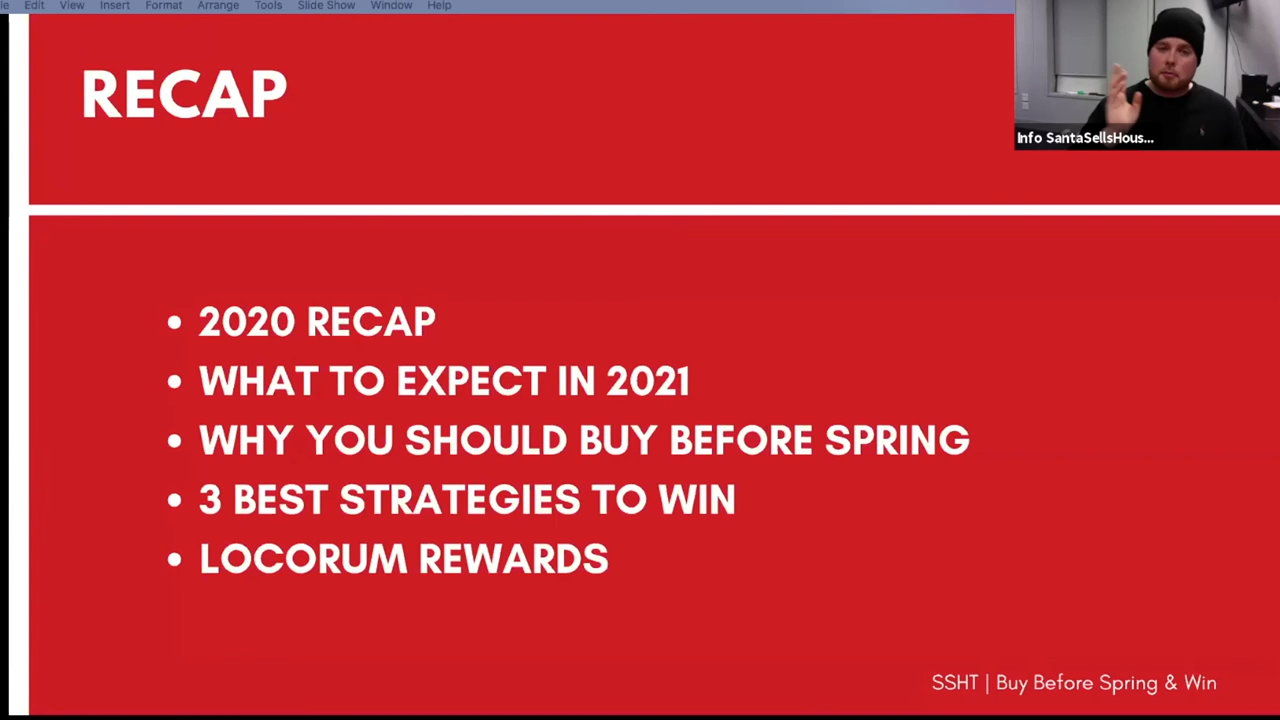 le Edit View Insert Format Arrange Tools Slide Show Window Help
RECAP
Info SantaSellsHous...
• 2020 RECAP
• WHAT TO EXPECT IN 2021
• WHY YOU SHOULD BUY BEFORE SPRING
• 3 BEST STRATEGIES TO WIN
• LOCORUM REWARDS
SSHT | Buy Before Spring & Win